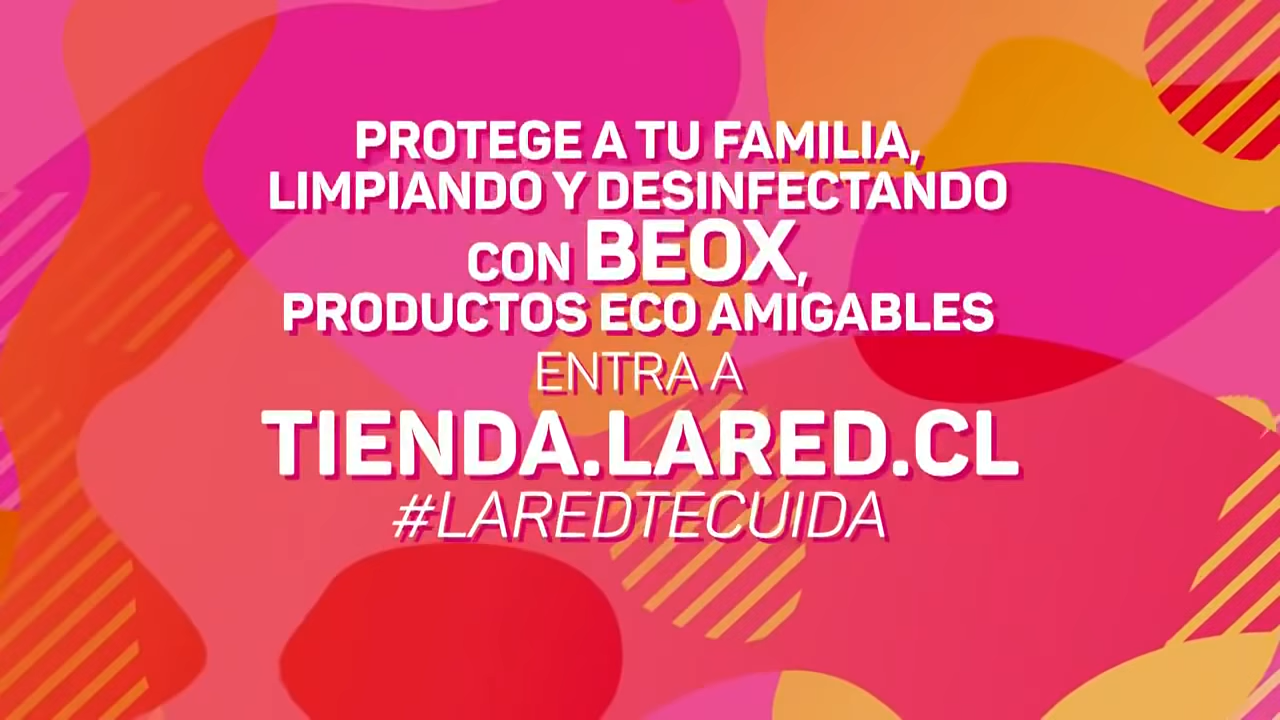 PROTEGE A TU FAMILIA,
LIMPIANDO Y DESINFECTANDO
CON BEOX,
PRODUCTOS ECO AMIGABLES
ENTRA A
TIENDA.LARED.CL
#LAREDTECUIDA